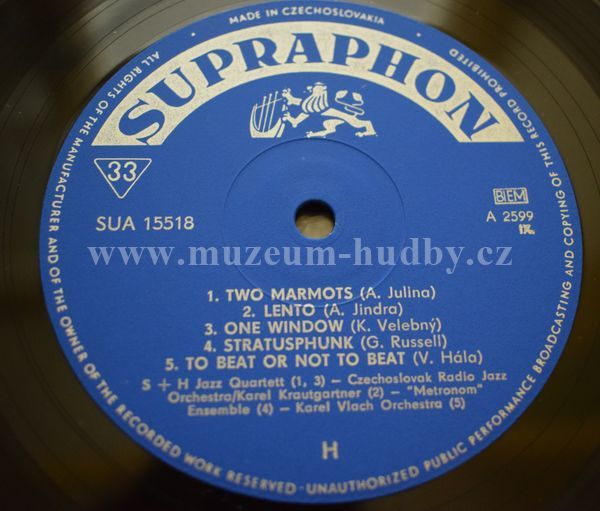 · MADE IN CZECHOSLOVAKIA ·
ALL RIGHTS OF THE MANUFACTURER AND OF THE OWNER OF THE RECORDED WORK RESERVED · UNAUTHORIZED PUBLIC PERFORMANCE BROADCASTING AND COPYING OF THIS RECORD PROHIBITED
SUPRAPHON
33
SUA 15518
BIEM
A 2599
www.muzeum-hudby.cz
1. TWO MARMOTS (A. Julina)
2. LENTO (A. Jindra)
3. ONE WINDOW (K. Velebný)
4. STRATUSPHUNK (G. Russell)
5. TO BEAT OR NOT TO BEAT (V. Hála)
S + H Jazz Quartett (1, 3) — Czechoslovak Radio Jazz
Orchestra/Karel Krautgartner (2) — "Metronom"
Ensemble (4) — Karel Vlach Orchestra (5)
H